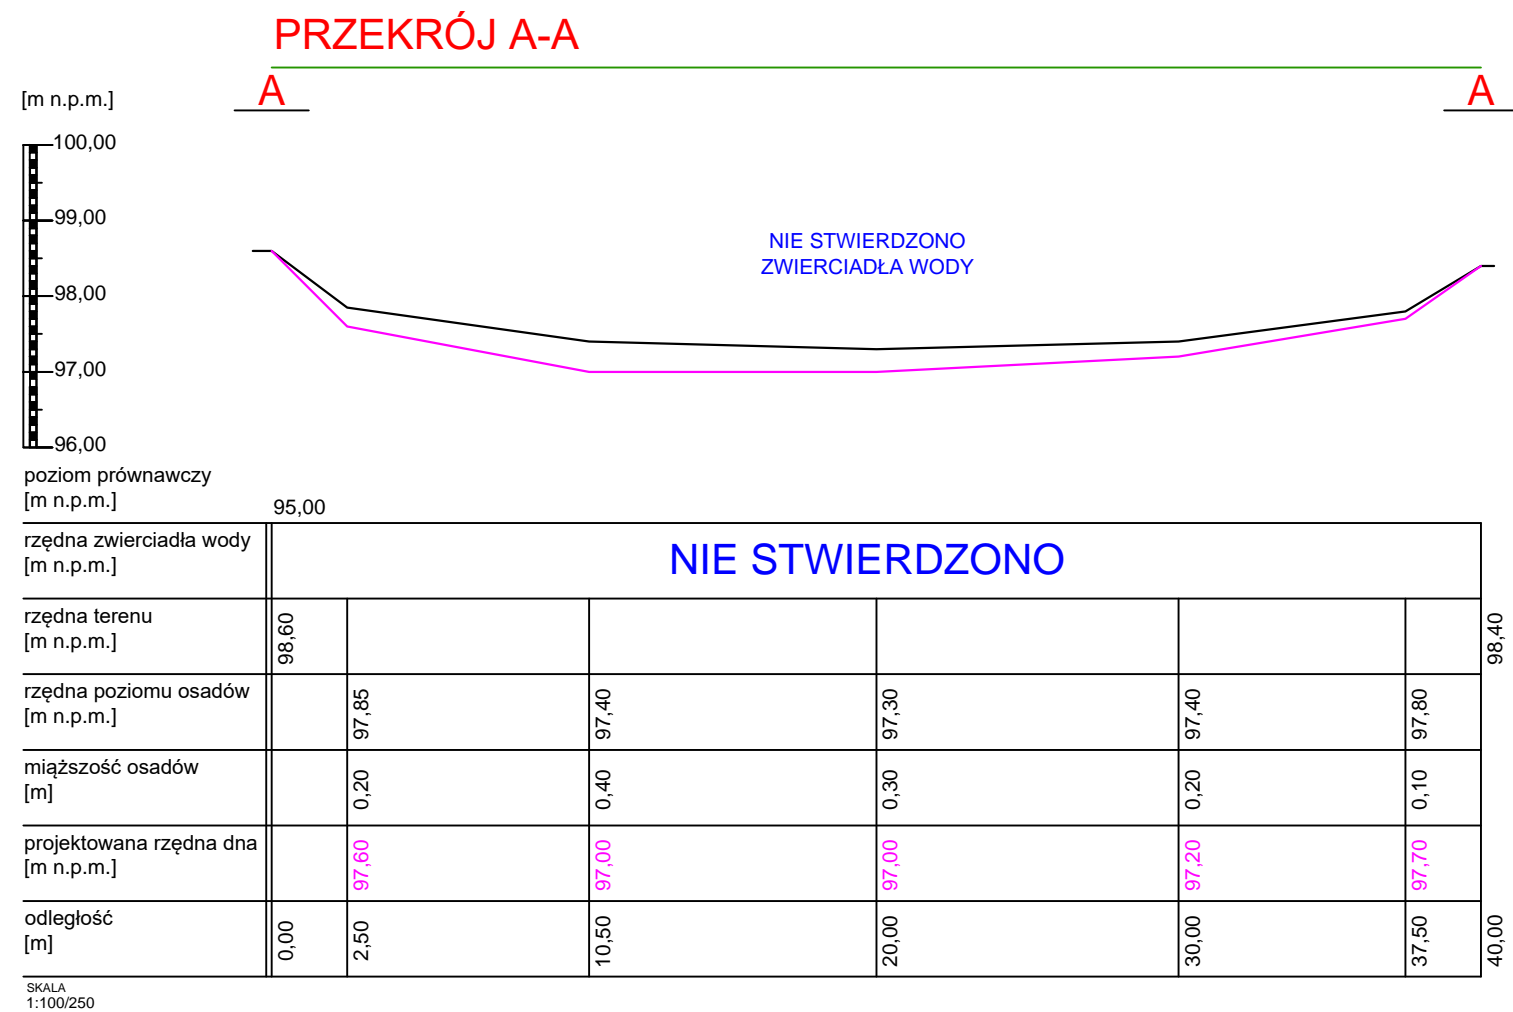 PRZEKRÓJ A-A
A
A
[m n.p.m.]
100,00
99,00
98,00
97,00
96,00
NIE STWIERDZONO
ZWIERCIADŁA WODY
poziom prównawczy
[m n.p.m.]
95,00
rzędna zwierciadła wody
[m n.p.m.]
NIE STWIERDZONO
rzędna terenu
[m n.p.m.]
98,60
98,40
rzędna poziomu osadów
[m n.p.m.]
97,85
97,40
97,30
97,40
97,80
miąższość osadów
[m]
0,20
0,40
0,30
0,20
0,10
projektowana rzędna dna
[m n.p.m.]
97,60
97,00
97,00
97,20
97,70
odległość
[m]
0,00
2,50
10,50
20,00
30,00
37,50
40,00
SKALA
1:100/250